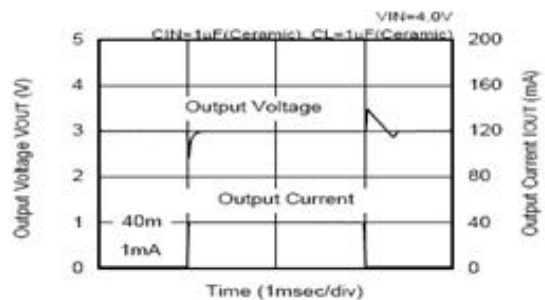 VIN=4.0V
CIN=1uF(Ceramic), CL=1uF(Ceramic)
5 200
4 160
Output Voltage
3 120
2 80
Output Current
1 40m 40
1mA
0 0
Output Voltage VOUT (V)
Output Current IOUT (mA)
Time (1msec/div)